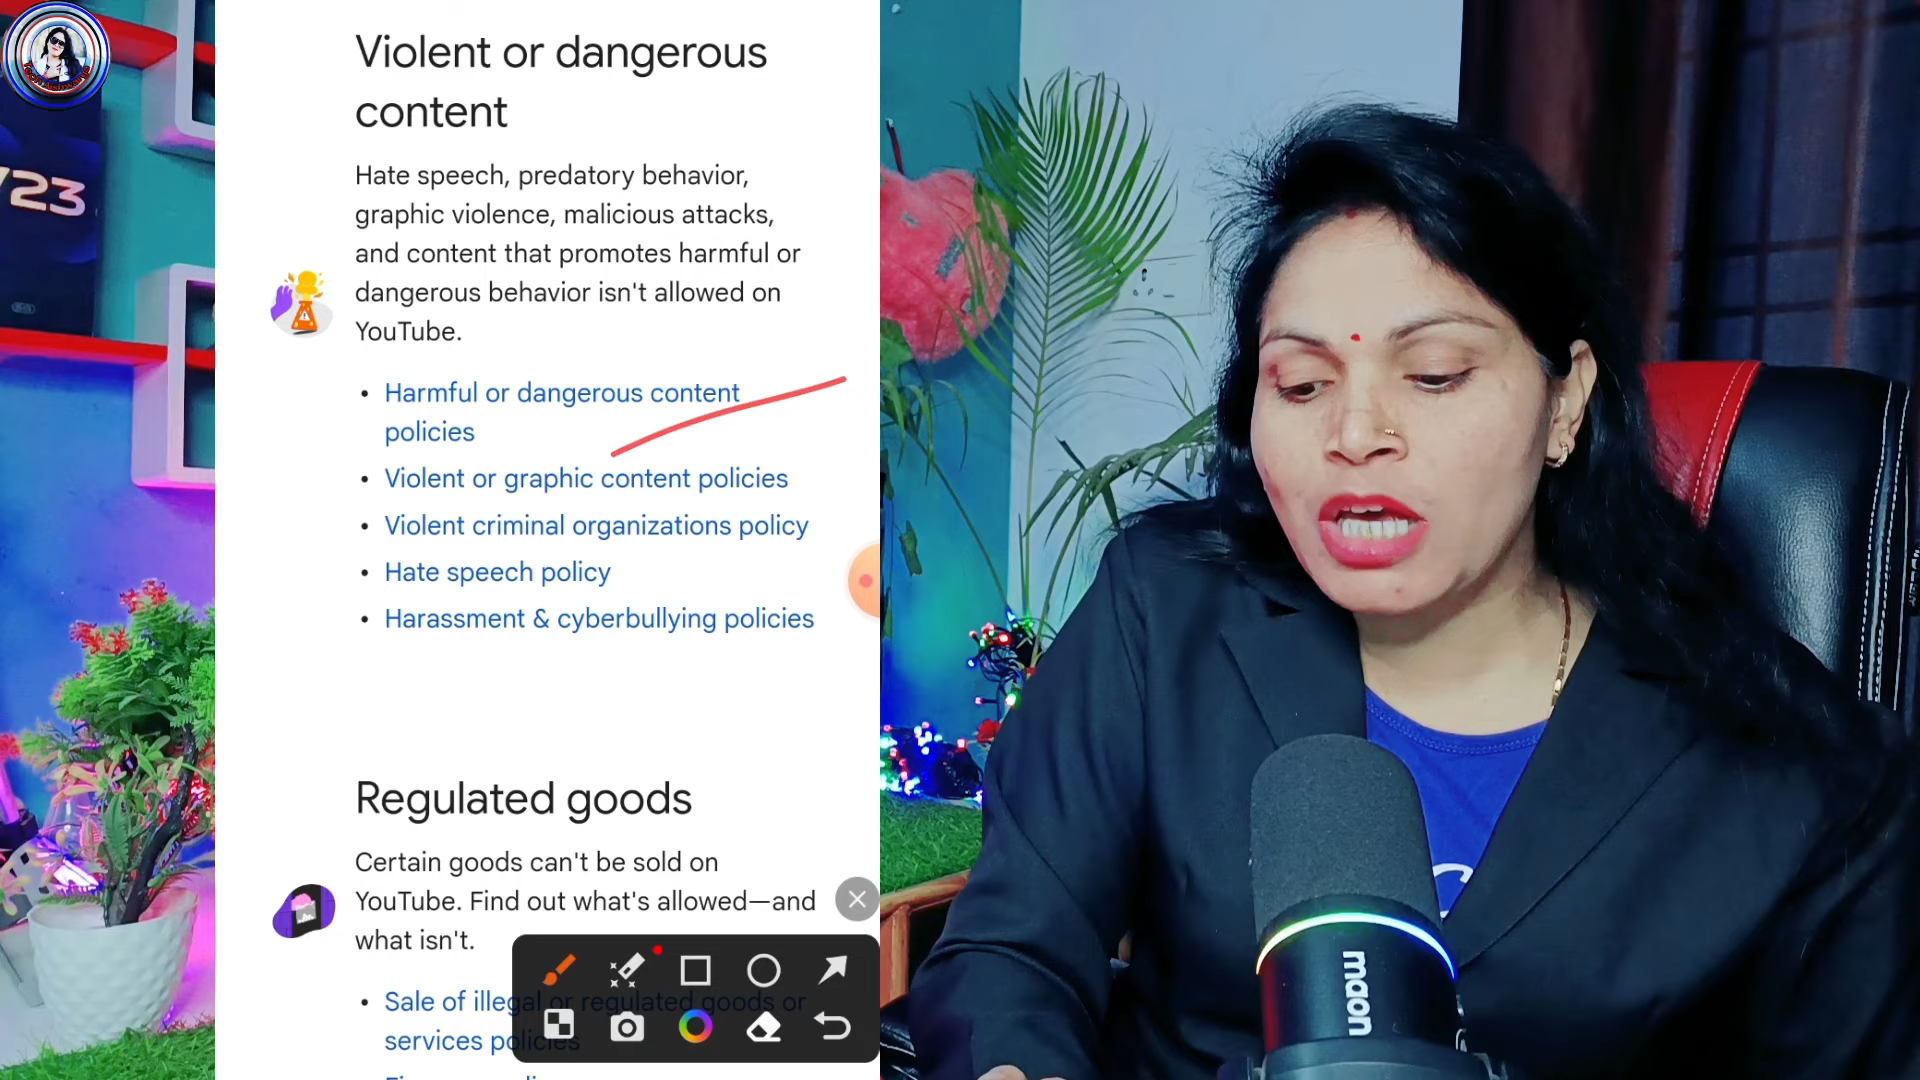 Violent or dangerous
content
Hate speech, predatory behavior,
graphic violence, malicious attacks,
and content that promotes harmful or
dangerous behavior isn't allowed on
YouTube.
• Harmful or dangerous content
policies
• Violent or graphic content policies
• Violent criminal organizations policy
• Hate speech policy
• Harassment & cyberbullying policies
Regulated goods
Certain goods can't be sold on
YouTube. Find out what's allowed—and
what isn't.
• Sale of illegal or regulated goods or
services policies
V23
maono